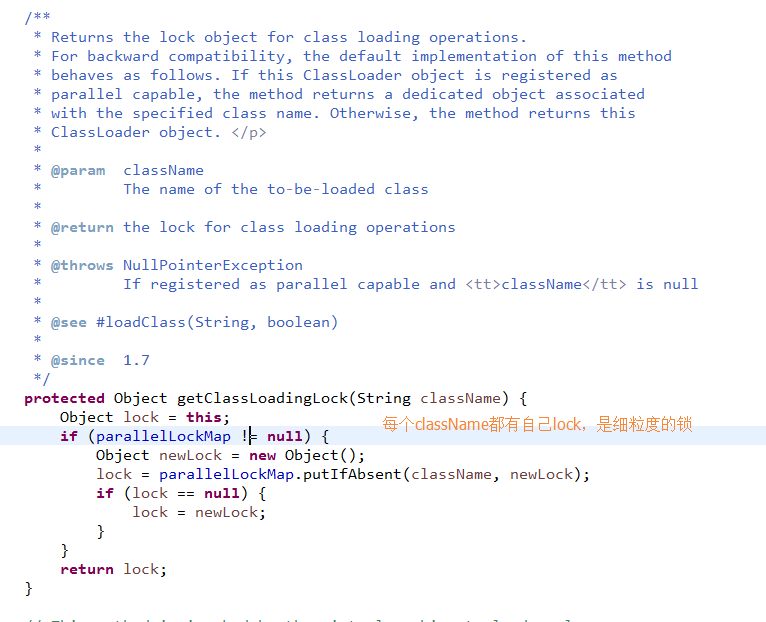 /**
 * Returns the lock object for class loading operations.
 * For backward compatibility, the default implementation of this method
 * behaves as follows. If this ClassLoader object is registered as
 * parallel capable, the method returns a dedicated object associated
 * with the specified class name. Otherwise, the method returns this
 * ClassLoader object. </p>
 *
 * @param  className
 *         The name of the to-be-loaded class
 *
 * @return the lock for class loading operations
 *
 * @throws NullPointerException
 *         If registered as parallel capable and <tt>className</tt> is null
 *
 * @see #loadClass(String, boolean)
 *
 * @since  1.7
 */
protected Object getClassLoadingLock(String className) {
    Object lock = this;
每个className都有自己lock，是细粒度的锁
    if (parallelLockMap != null) {
        Object newLock = new Object();
        lock = parallelLockMap.putIfAbsent(className, newLock);
        if (lock == null) {
            lock = newLock;
        }
    }
    return lock;
}